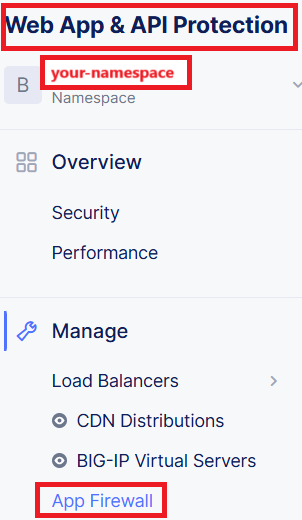 Web App & API Protection
B
your-namespace
Namespace
Overview
Security
Performance
Manage
Load Balancers
CDN Distributions
BIG-IP Virtual Servers
App Firewall